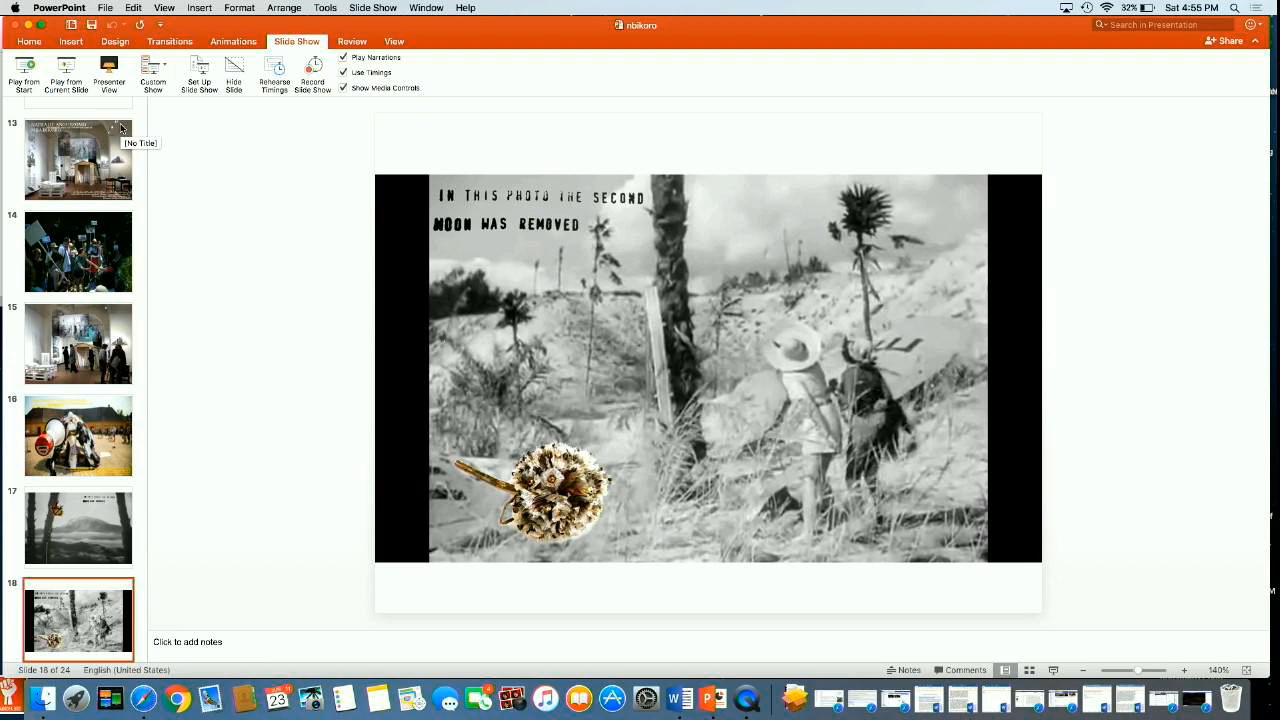 PowerPoint File Edit View Insert Format Arrange Tools Slide Show Window Help
32% Sat 4:55 PM
nbikoro
Search in Presentation
Home Insert Design Transitions Animations Slide Show Review View
Share
Play from Start
Play from Current Slide
Presenter View
Custom Show
Set Up Slide Show
Hide Slide
Rehearse Timings
Record Slide Show
Play Narrations
Use Timings
Show Media Controls
13
[No Title]
14
15
16
17
18
IN THIS PHOTO THE SECOND
MOON WAS REMOVED
Click to add notes
Slide 18 of 24 English (United States)
Notes Comments 140%